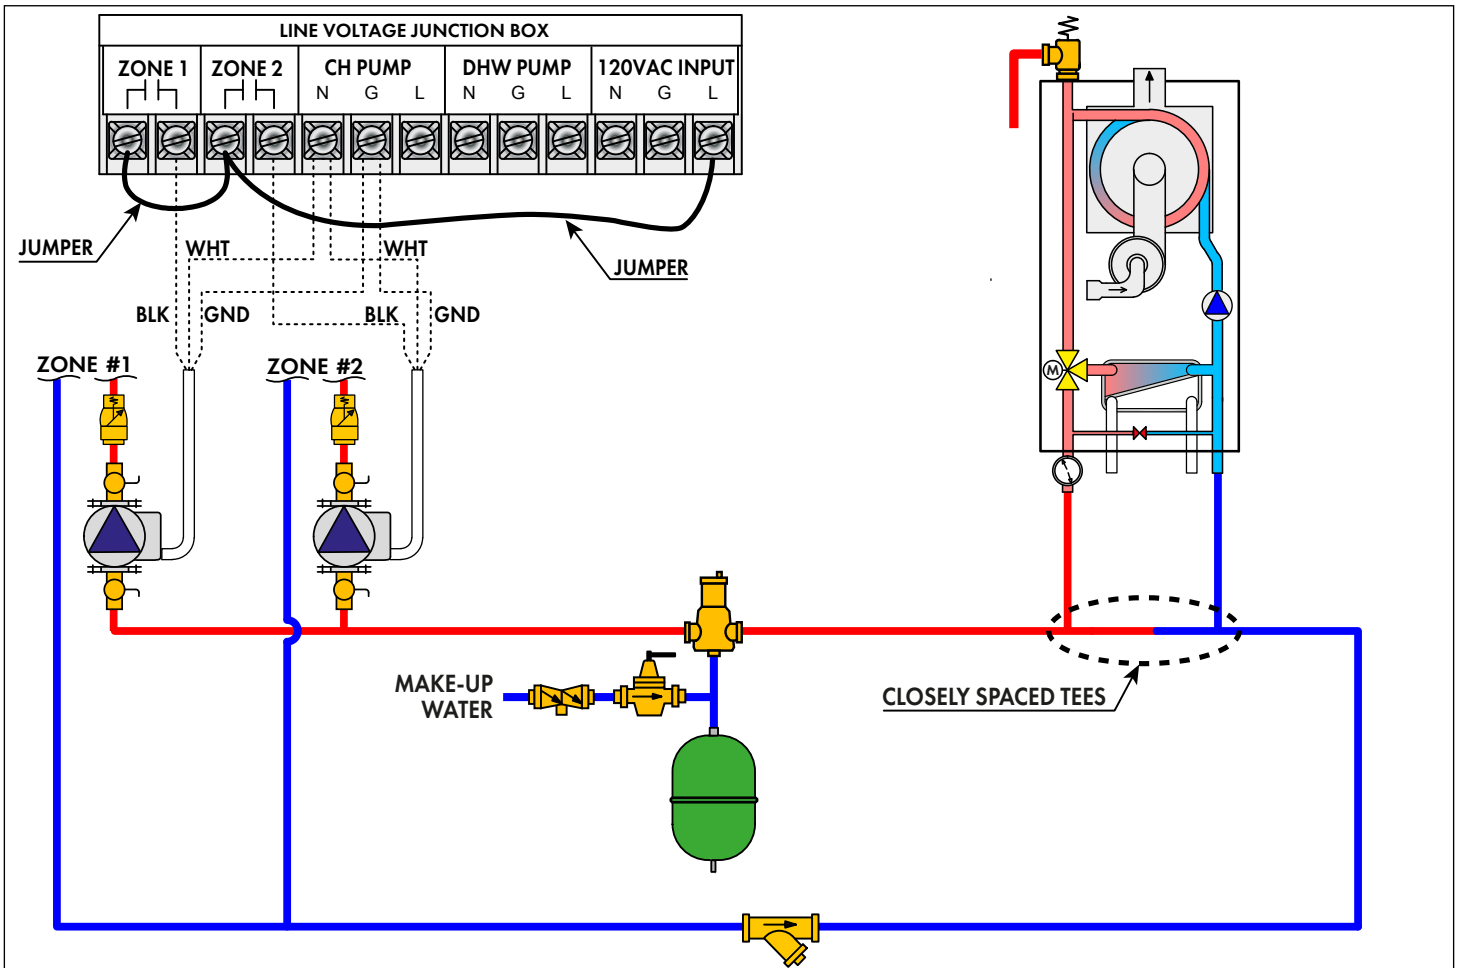 LINE VOLTAGE JUNCTION BOX
ZONE 1 ZONE 2 CH PUMP DHW PUMP 120VAC INPUT
N G L N G L N G L
JUMPER
WHT
WHT
JUMPER
BLK GND
BLK GND
ZONE #1
ZONE #2
M
MAKE-UP
WATER
CLOSELY SPACED TEES